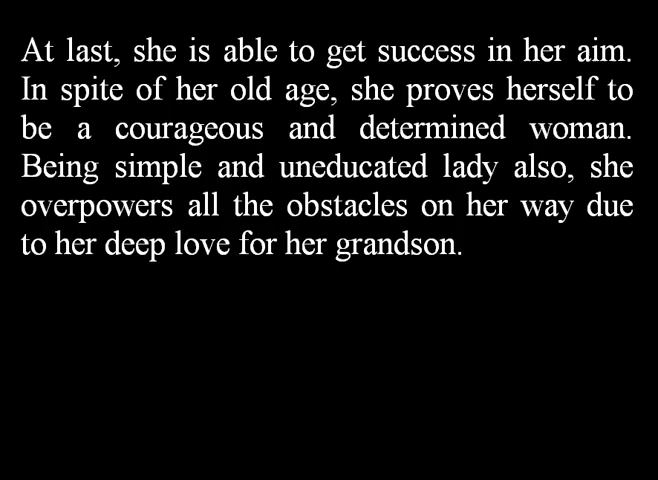 At last, she is able to get success in her aim.
In spite of her old age, she proves herself to
be a courageous and determined woman.
Being simple and uneducated lady also, she
overpowers all the obstacles on her way due
to her deep love for her grandson.